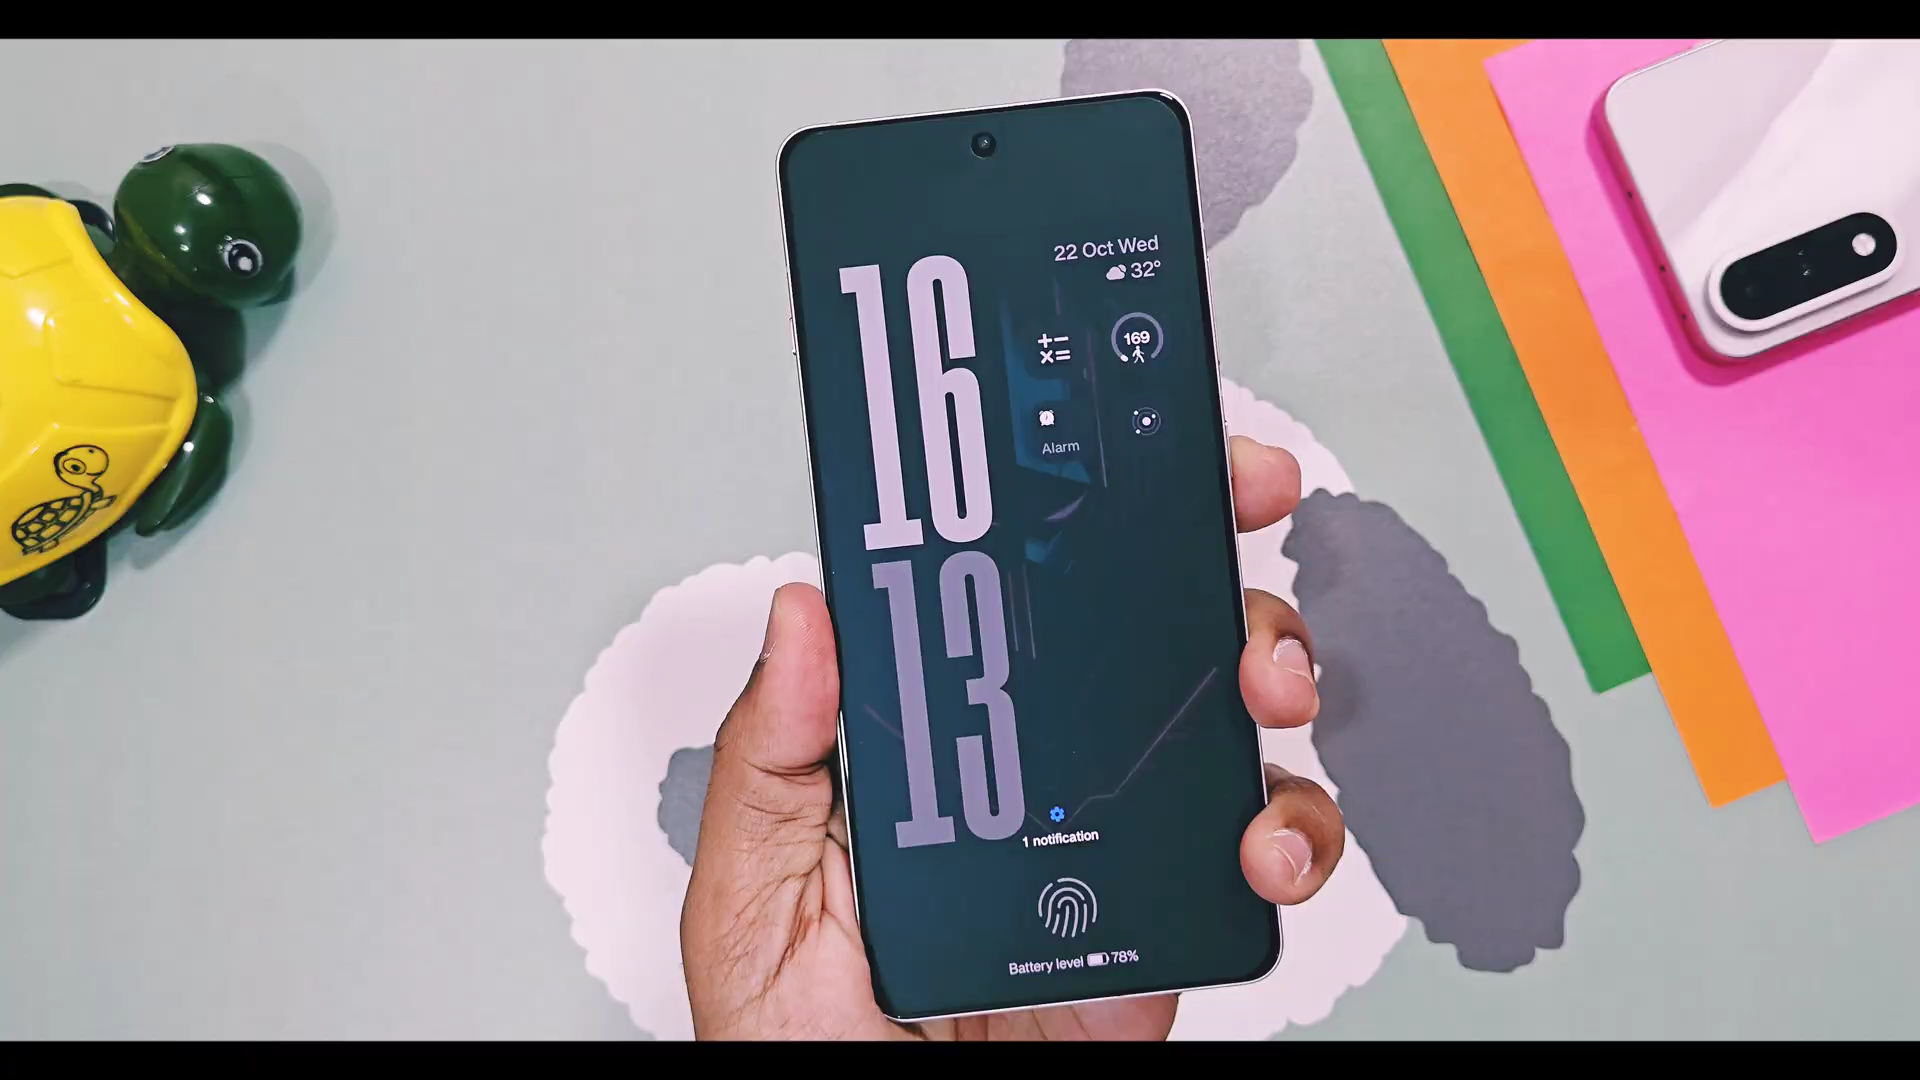 22 Oct Wed
32°
16
13
169
Alarm
1 notification
Battery level 78%